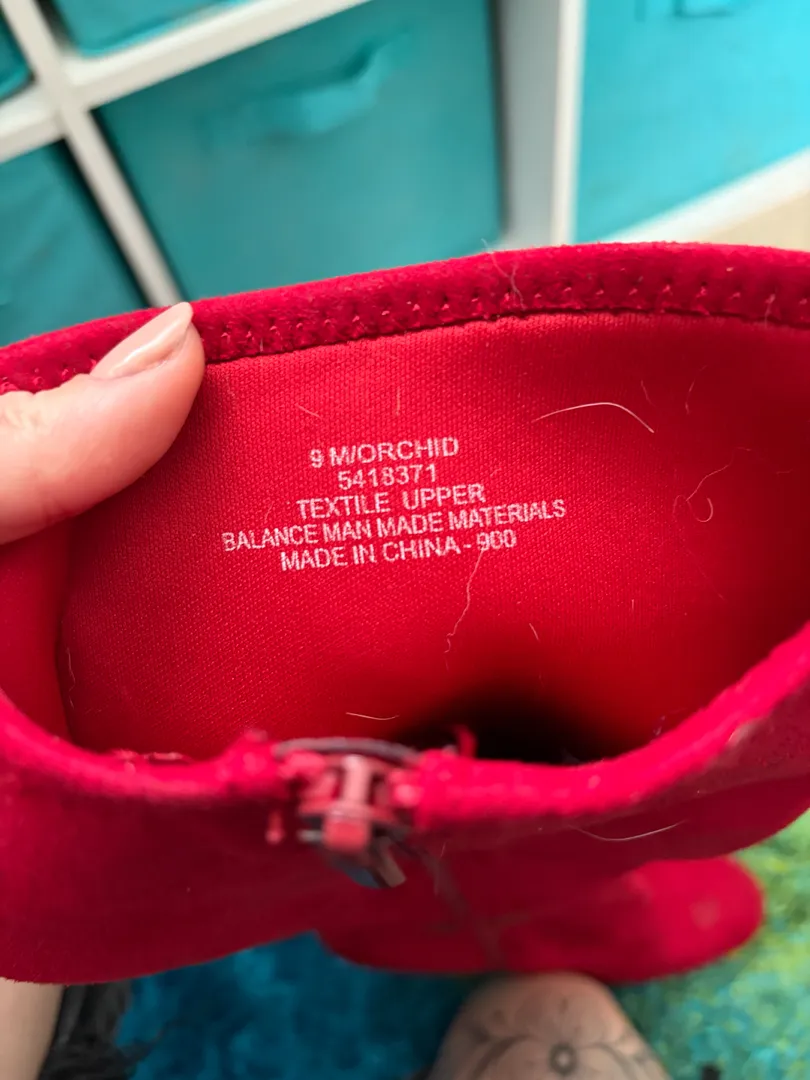 9 M/ORCHID
5418371
TEXTILE UPPER
BALANCE MAN MADE MATERIALS
MADE IN CHINA - 900